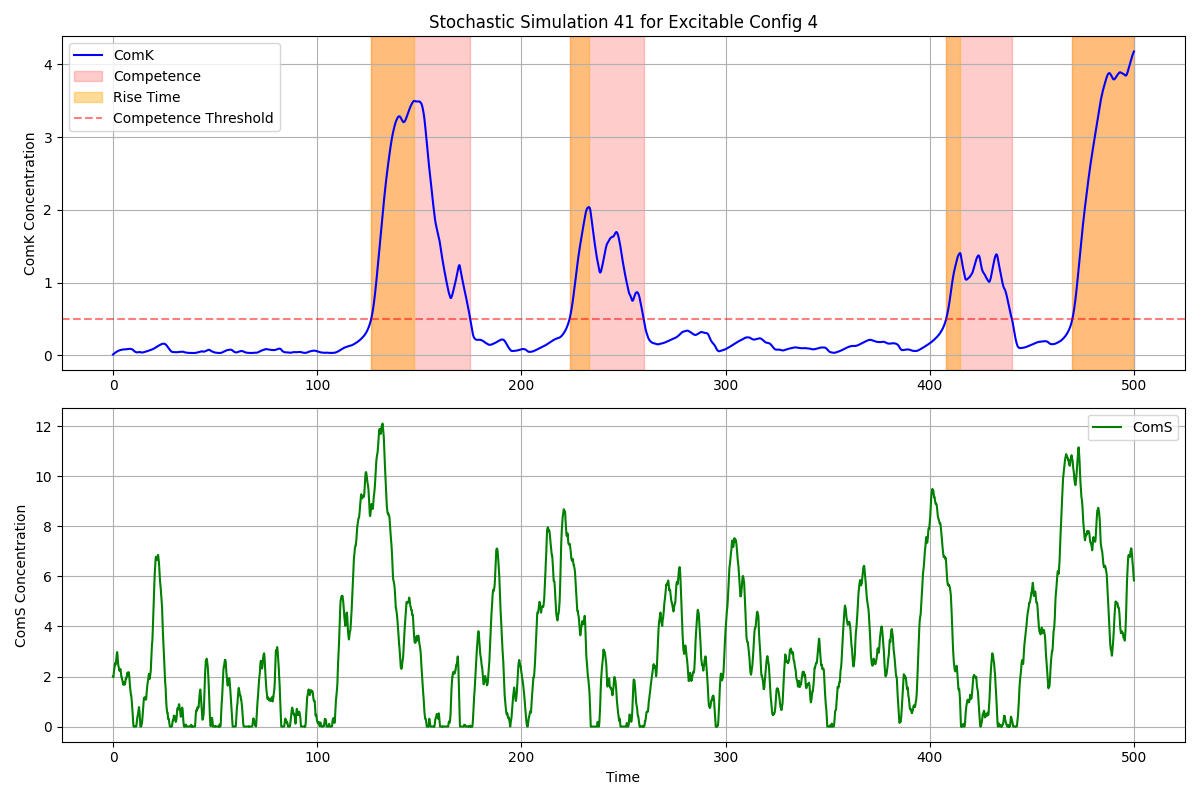 Stochastic Simulation 41 for Excitable Config 4
ComK Concentration
4
3
2
1
0
ComK
Competence
Rise Time
Competence Threshold
0 100 200 300 400 500
ComS Concentration
12
10
8
6
4
2
0
ComS
0 100 200 300 400 500
Time